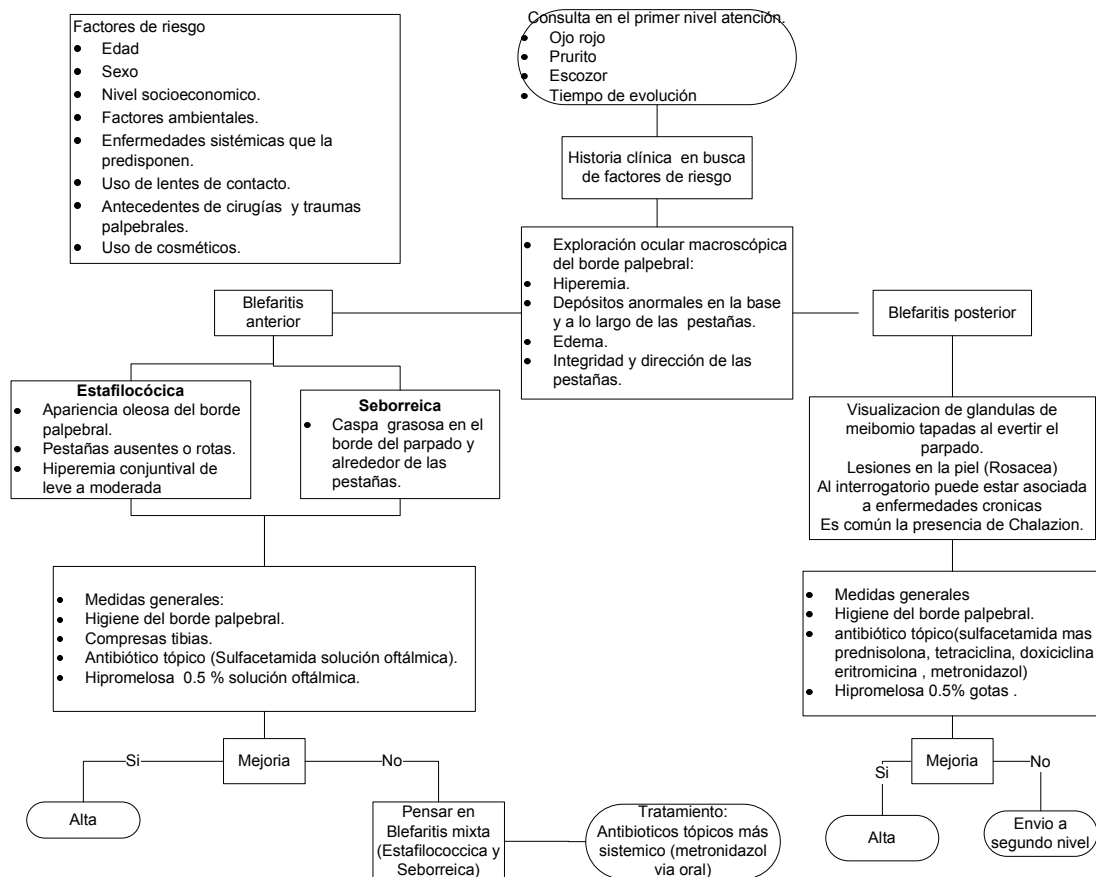 Factores de riesgo
• Edad
• Sexo
• Nivel socioeconomico.
• Factores ambientales.
• Enfermedades sistémicas que la
predisponen.
• Uso de lentes de contacto.
• Antecedentes de cirugías y traumas
palpebrales.
• Uso de cosméticos.
Consulta en el primer nivel atención.
• Ojo rojo
• Prurito
• Escozor
• Tiempo de evolución
Historia clínica en busca
de factores de riesgo
• Exploración ocular macroscópica
del borde palpebral:
• Hiperemia.
• Depósitos anormales en la base
y a lo largo de las pestañas.
• Edema.
• Integridad y dirección de las
pestañas.
Blefaritis
anterior
Blefaritis posterior
Estafilocócica
• Apariencia oleosa del borde
palpebral.
• Pestañas ausentes o rotas.
• Hiperemia conjuntival de
leve a moderada
Seborreica
• Caspa grasosa en el
borde del parpado y
alrededor de las
pestañas.
Visualizacion de glandulas de
meibomio tapadas al evertir el
parpado.
Lesiones en la piel (Rosacea)
Al interrogatorio puede estar asociada
a enfermedades cronicas
Es común la presencia de Chalazion.
• Medidas generales:
• Higiene del borde palpebral.
• Compresas tibias.
• Antibiótico tópico (Sulfacetamida solución oftálmica).
• Hipromelosa 0.5 % solución oftálmica.
• Medidas generales
• Higiene del borde palpebral.
• antibiótico tópico(sulfacetamida mas
prednisolona, tetraciclina, doxiciclina
eritromicina , metronidazol)
• Hipromelosa 0.5% gotas .
Si
Mejoria
No
Alta
Pensar en
Blefaritis mixta
(Estafilococcica y
Seborreica)
Tratamiento:
Antibioticos tópicos más
sistemico (metronidazol
via oral)
Mejoria
Si
No
Alta
Envio a
segundo nivel